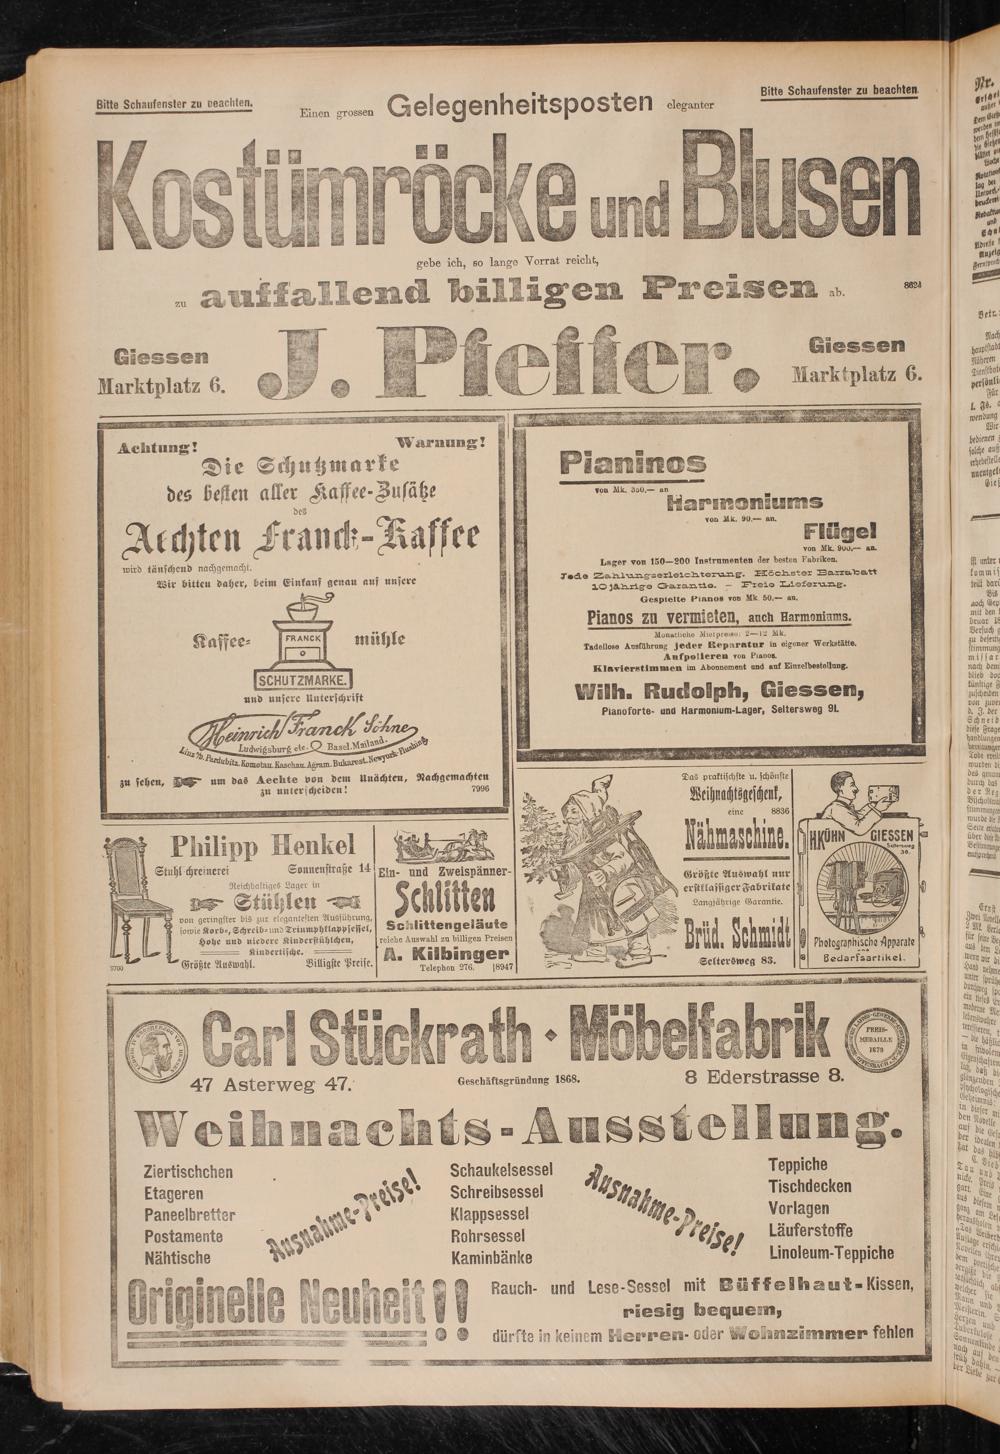 Bitte Schaufenster zu beachten.
Bitte Schaufenster zu beachten.
Einen grossen Gelegenheitsposten eleganter
Kostümröcke und Blusen
gebe ich, so lange Vorrat reicht,
zu auffallend billigen Preisen ab.
8624
Giessen
Marktplatz 6.
J. Pfeffer.
Giessen
Marktplatz 6.
Achtung! Warnung!
Die Schutzmarke
des besten aller Kaffee-Zusätze
des
Aechten Franck-Kaffee
wird täuschend nachgemacht.
Wir bitten daher, beim Einkauf genau auf unsere
Kaffee- mühle
FRANCK
SCHUTZMARKE.
und unsere Unterschrift
Heinrich Franck Söhne
Ludwigsburg etc. Basel. Mailand.
Linz a/D. Pardubitz. Komotau. Kaschau. Agram. Bukarest. Newyork-Flushing
zu sehen, um das Aechte von dem Unächten, Nachgemachten
zu unterscheiden!
7996
Pianinos
von Mk. 350,— an
Harmoniums
von Mk. 90,— an.
Flügel
von Mk. 900,— an.
Lager von 150—200 Instrumenten der besten Fabriken.
Jede Zahlungserleichterung. Höchster Barrabatt
10jährige Garantie. — Freie Lieferung.
Gespielte Pianos von Mk. 50,— an.
Pianos zu vermieten, auch Harmoniums.
Monatliche Mietpreise: 2—12 Mk.
Tadellose Ausführung jeder Reparatur in eigener Werkstätte.
Aufpolieren von Pianos.
Klavierstimmen im Abonnement und auf Einzelbestellung.
Wilh. Rudolph, Giessen,
Pianoforte- und Harmonium-Lager, Seltersweg 91.
Philipp Henkel
Stuhlschreinerei Sonnenstraße 14
Reichhaltiges Lager in
Stühlen
von geringster bis zur elegantesten Ausführung,
sowie Korb-, Schreib- und Triumphklappsessel,
Hohe und niedere Kinderstühlchen,
Kindertische.
Größte Auswahl. Billigste Preise.
8700
Ein- und Zweispänner-
Schlitten
Schlittengeläute
reiche Auswahl zu billigen Preisen
A. Kilbinger
Telephon 276. [8947
Das praktischste u. schönste
Weihnachtsgeschenk,
eine 8836
Nähmaschine.
Größte Auswahl nur
erstklassiger Fabrikate
Langjährige Garantie.
Brüd. Schmidt
Seltersweg 83.
H. KÜHN GIESSEN
Seltersweg
Photographische Apparate
Bedarfsartikel.
Carl Stückrath · Möbelfabrik
PREIS-
MEDAILLE
1879
47 Asterweg 47. Geschäftsgründung 1868. 8 Ederstrasse 8.
Weihnachts-Ausstellung.
Ziertischchen
Etageren
Paneelbretter
Postamente
Nähtische
Ausnahme-Preise!
Schaukelsessel
Schreibsessel
Klappsessel
Rohrsessel
Kaminbänke
Ausnahme-Preise!
Teppiche
Tischdecken
Vorlagen
Läuferstoffe
Linoleum-Teppiche
Originelle Neuheit!!
Rauch- und Lese-Sessel mit Büffelhaut-Kissen,
riesig bequem,
dürfte in keinem Herren- oder Wohnzimmer fehlen